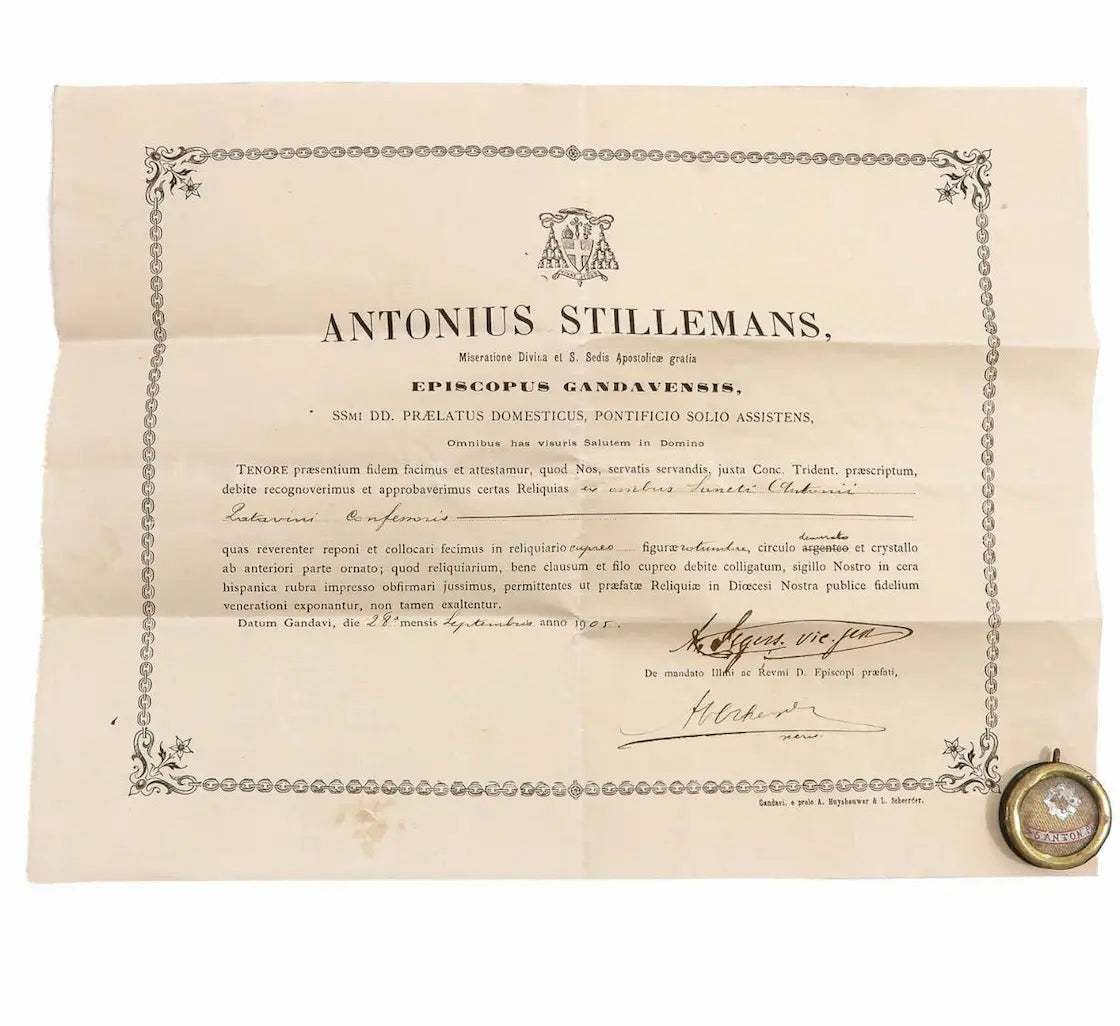 ANTONIUS STILLEMANS,
Miseratione Divina et S. Sedis Apostolicæ gratia
EPISCOPUS GANDAVENSIS,
SSmi DD. PRÆLATUS DOMESTICUS, PONTIFICIO SOLIO ASSISTENS,
Omnibus has visuris Salutem in Domino
TENORE præsentium fidem facimus et attestamur, quod Nos, servatis servandis, juxta Conc. Trident. præscriptum,
debite recognoverimus et approbaverimus certas Reliquias ex ossibus Sancti Antonii
Patavini Confessoris
quas reverenter reponi et collocari fecimus in reliquiario cupreo figuræ rotundæ, circulo argenteo deaurato et crystallo
ab anteriori parte ornato; quod reliquiarium, bene clausum et filo cupreo debite colligatum, sigillo Nostro in cera
hispanica rubra impresso obfirmari jussimus, permittentes ut præfatæ Reliquiæ in Diœcesi Nostra publice fidelium
venerationi exponantur, non tamen exaltentur.
Datum Gandavi, die 28ª mensis Septembris anno 1905.
A. Segers. vic. gen
De mandato Illmi ac Revmi D. Episcopi præfati,
Gandavi, e prelo A. Huyshauwer & L. Scheerder.
S ANTON P